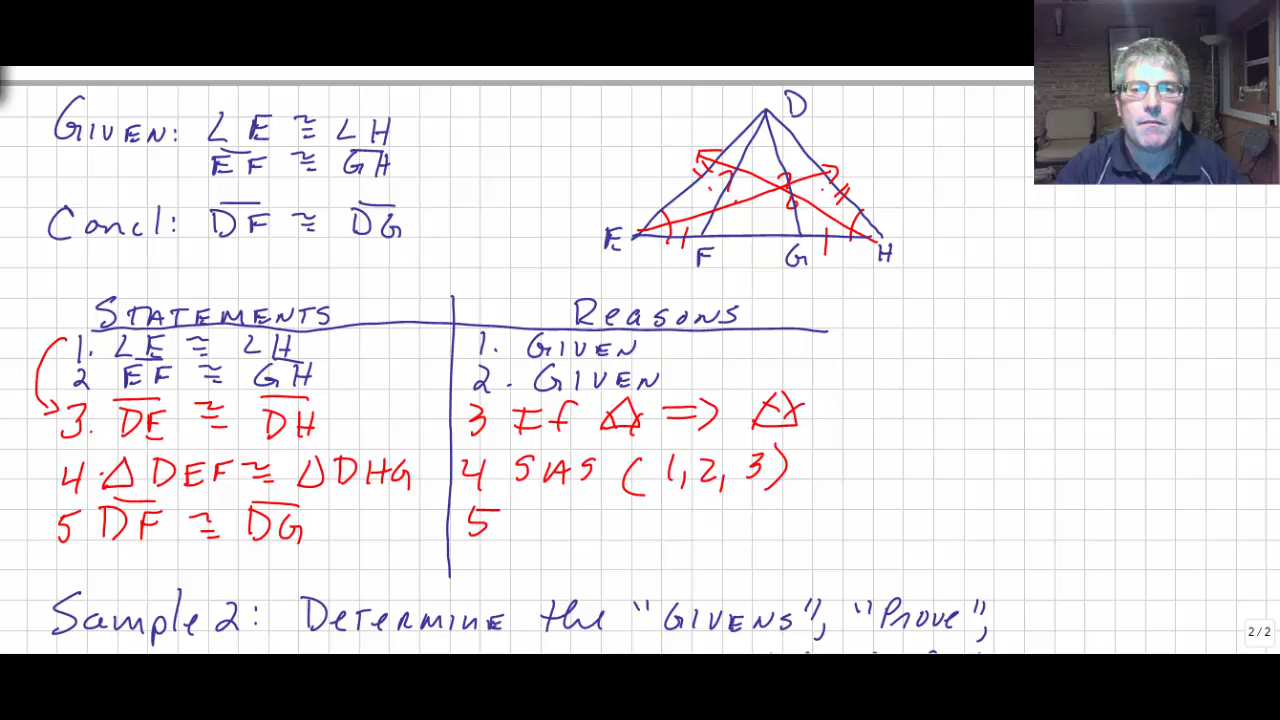 GIVEN: ∠E ≅ ∠H
EF ≅ GH
Concl: DF ≅ DG
D
E
F
G
H
STATEMENTS
Reasons
1. ∠E ≅ ∠H
1. GIVEN
2 EF ≅ GH
2. GIVEN
3. DE ≅ DH
3 If △ => △
4. △DEF ≅ △DHG
4 SAS (1,2,3)
5 DF ≅ DG
5
Sample 2: DETERMINE the "GIVENS", "Prove",
2/2